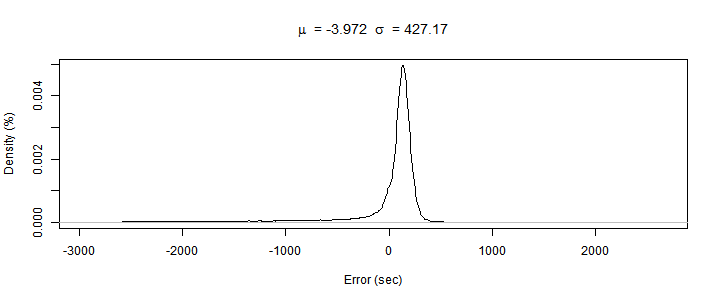 μ = -3.972 σ = 427.17
Density (%)
0.004
0.002
0.000
-3000 -2000 -1000 0 1000 2000
Error (sec)